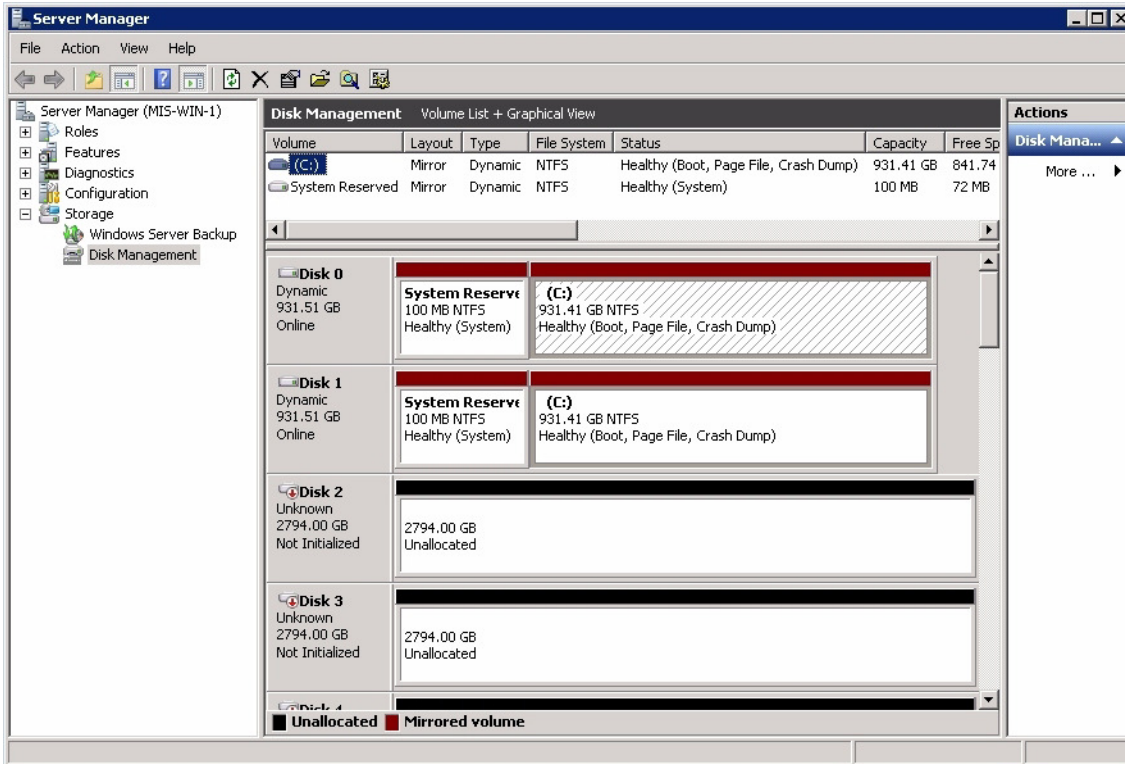 Server Manager
File Action View Help
Server Manager (MIS-WIN-1)
Roles
Features
Diagnostics
Configuration
Storage
Windows Server Backup
Disk Management
Disk Management Volume List + Graphical View
Volume Layout Type File System Status Capacity Free Sp
(C:) Mirror Dynamic NTFS Healthy (Boot, Page File, Crash Dump) 931.41 GB 841.74
System Reserved Mirror Dynamic NTFS Healthy (System) 100 MB 72 MB
Disk 0
Dynamic
931.51 GB
Online
System Reserve
100 MB NTFS
Healthy (System)
(C:)
931.41 GB NTFS
Healthy (Boot, Page File, Crash Dump)
Disk 1
Dynamic
931.51 GB
Online
System Reserve
100 MB NTFS
Healthy (System)
(C:)
931.41 GB NTFS
Healthy (Boot, Page File, Crash Dump)
Disk 2
Unknown
2794.00 GB
Not Initialized
2794.00 GB
Unallocated
Disk 3
Unknown
2794.00 GB
Not Initialized
2794.00 GB
Unallocated
Unallocated Mirrored volume
Actions
Disk Mana...
More ...